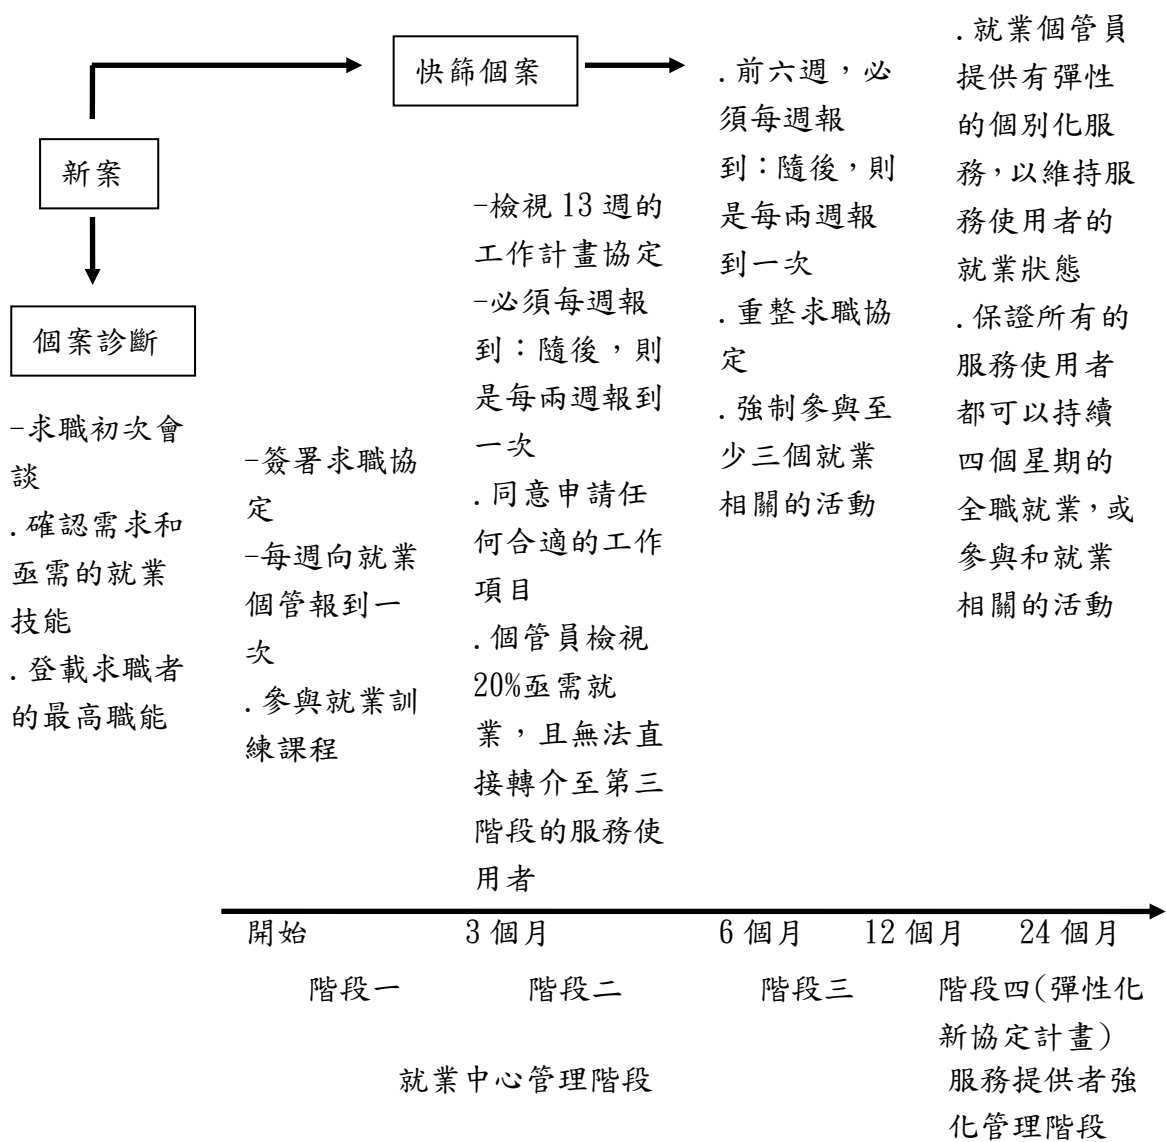 新案
快篩個案
個案診斷
-求職初次會
談
.確認需求和
亟需的就業
技能
.登載求職者
的最高職能
-簽署求職協
定
-每週向就業
個管報到一
次
.參與就業訓
練課程
-檢視 13 週的
工作計畫協定
-必須每週報
到：隨後，則
是每兩週報到
一次
.同意申請任
何合適的工作
項目
.個管員檢視
20%亟需就
業，且無法直
接轉介至第三
階段的服務使
用者
.前六週，必
須每週報
到：隨後，則
是每兩週報
到一次
.重整求職協
定
.強制參與至
少三個就業
相關的活動
.就業個管員
提供有彈性
的個別化服
務，以維持服
務使用者的
就業狀態
.保證所有的
服務使用者
都可以持續
四個星期的
全職就業，或
參與和就業
相關的活動
開始 3 個月 6 個月 12 個月 24 個月
階段一 階段二 階段三 階段四(彈性化
新協定計畫)
就業中心管理階段 服務提供者強
化管理階段